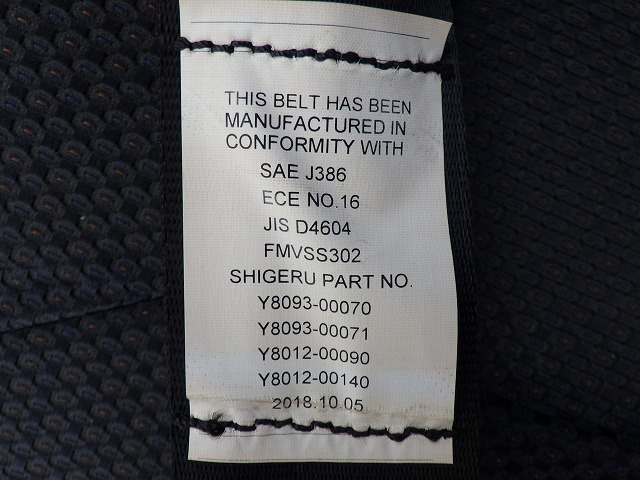 THIS BELT HAS BEEN
MANUFACTURED IN
CONFORMITY WITH
SAE J386
ECE NO.16
JIS D4604
FMVSS302
SHIGERU PART NO.
Y8093-00070
Y8093-00071
Y8012-00090
Y8012-00140
2018.10.05